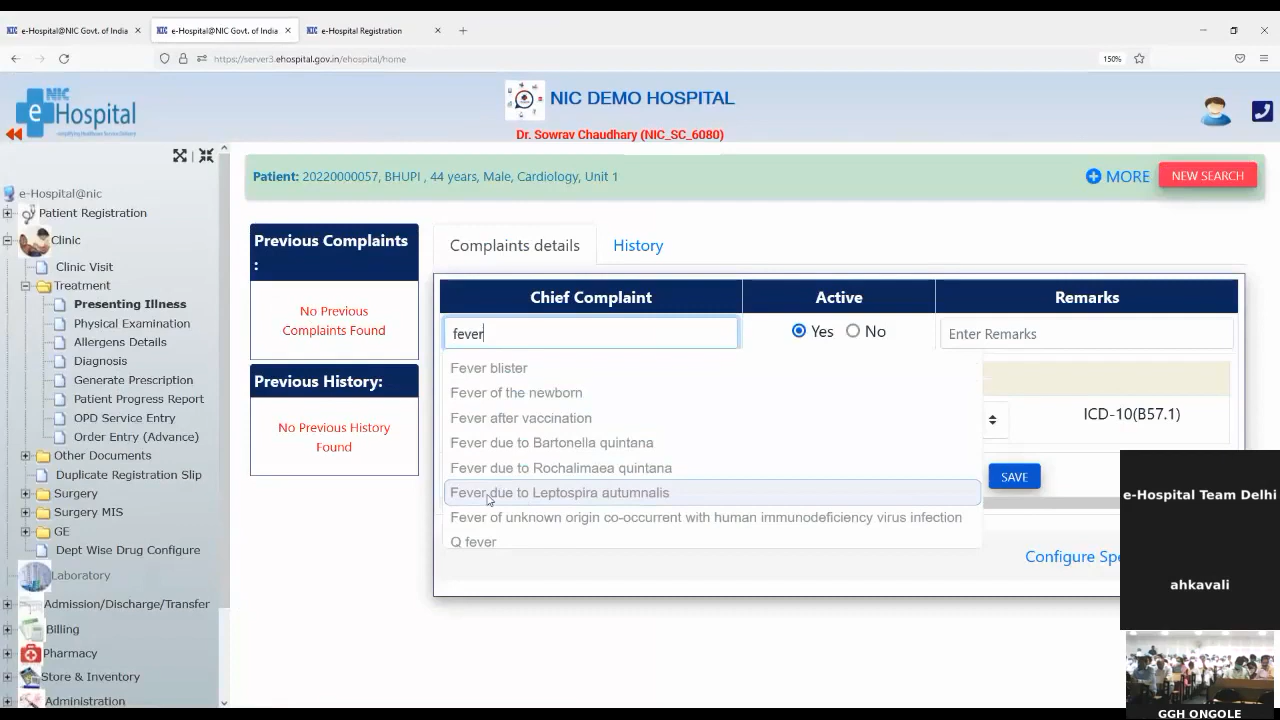 NIC e-Hospital@NIC Govt. of India
NIC e-Hospital@NIC Govt. of India
NIC e-Hospital Registration
https://server3.ehospital.gov.in/ehospital/home
150%
NIC
e Hospital
NIC DEMO HOSPITAL
Dr. Sowrav Chaudhary (NIC_SC_6080)
e-Hospital@nic
Patient Registration
Clinic
Clinic Visit
Treatment
Presenting Illness
Physical Examination
Allergens Details
Diagnosis
Generate Prescription
Patient Progress Report
OPD Service Entry
Order Entry (Advance)
Other Documents
Duplicate Registration Slip
Surgery
Surgery MIS
GE
Dept Wise Drug Configure
Laboratory
Admission/Discharge/Transfer
Billing
Pharmacy
Store & Inventory
Administration
Patient: 20220000057, BHUPI , 44 years, Male, Cardiology, Unit 1
MORE
NEW SEARCH
Previous Complaints
:
No Previous
Complaints Found
Previous History:
No Previous History
Found
Complaints details
History
Chief Complaint
Active
Remarks
fever
Yes
No
Enter Remarks
Fever blister
Fever of the newborn
Fever after vaccination
Fever due to Bartonella quintana
Fever due to Rochalimaea quintana
Fever due to Leptospira autumnalis
Fever of unknown origin co-occurrent with human immunodeficiency virus infection
Q fever
ICD-10(B57.1)
SAVE
Configure Spe
e-Hospital Team Delhi
ahkavali
GGH ONGOLE